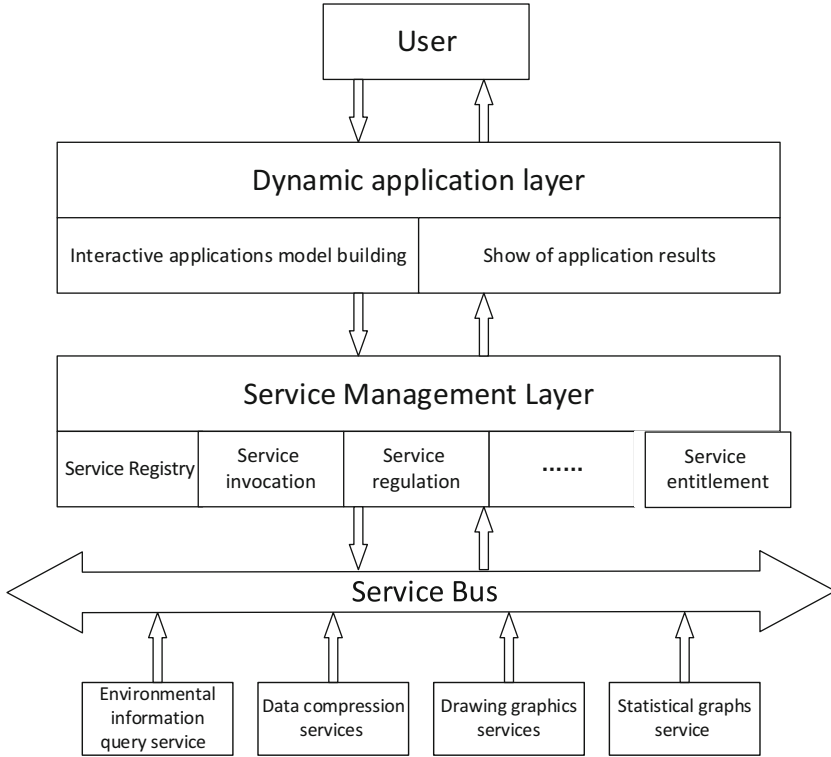 User
Dynamic application layer
Interactive applications model building
Show of application results
Service Management Layer
Service Registry
Service
invocation
Service
regulation
......
Service
entitlement
Service Bus
Environmental
information
query service
Data compression
services
Drawing graphics
services
Statistical graphs
service